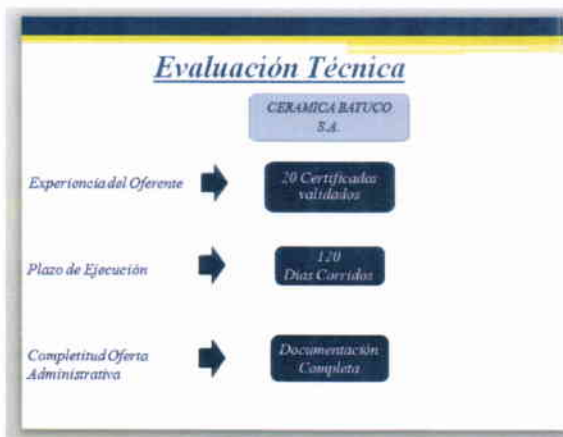 Evaluación Técnica
CERAMICA BATUCO
S.A.
Experiencia del Oferente
20 Certificados
validados
Plazo de Ejecución
120
Días Corridos
Completitud Oferta
Administrativa
Documentación
Completa